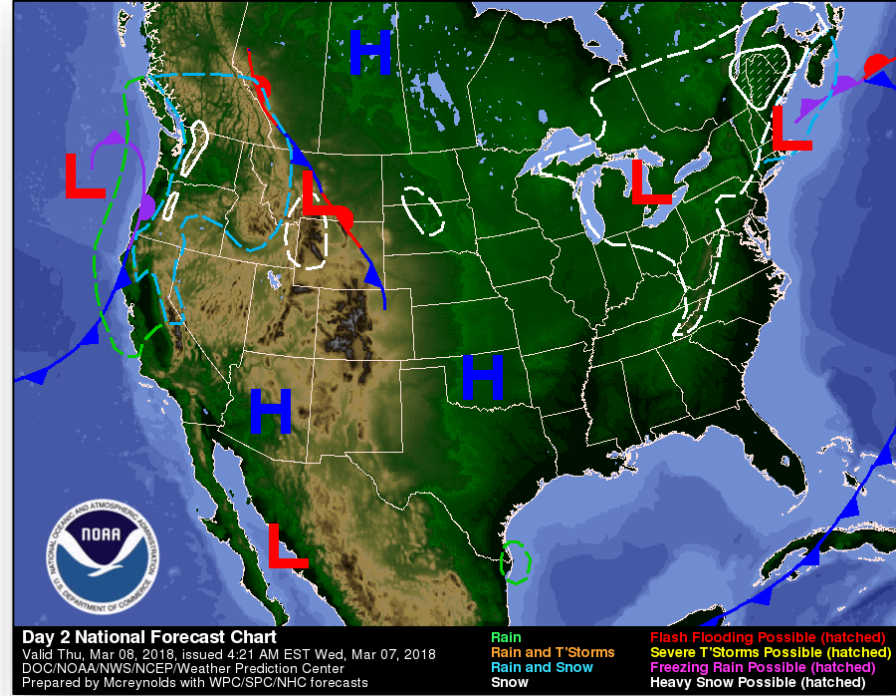 H
L
L
L
L
H
H
L
NOAA
NATIONAL OCEANIC AND ATMOSPHERIC ADMINISTRATION
U.S. DEPARTMENT OF COMMERCE
Day 2 National Forecast Chart
Valid Thu, Mar 08, 2018, issued 4:21 AM EST Wed, Mar 07, 2018
DOC/NOAA/NWS/NCEP/Weather Prediction Center
Prepared by Mcreynolds with WPC/SPC/NHC forecasts
Rain
Rain and T'Storms
Rain and Snow
Snow
Flash Flooding Possible (hatched)
Severe T'Storms Possible (hatched)
Freezing Rain Possible (hatched)
Heavy Snow Possible (hatched)